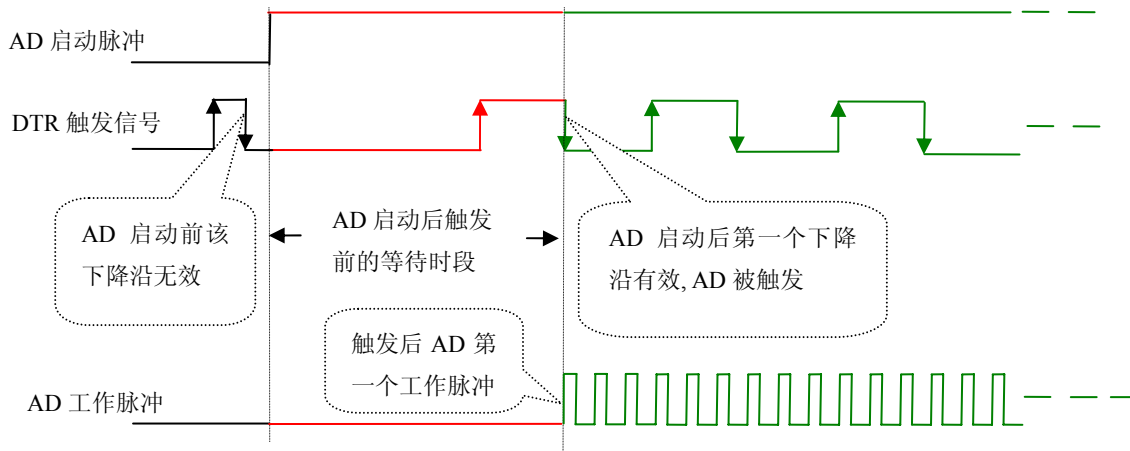 AD 启动脉冲
DTR 触发信号
AD 启动前该
下降沿无效
AD 启动后触发
前的等待时段
AD 启动后第一个下降
沿有效, AD 被触发
触发后 AD 第
一个工作脉冲
AD 工作脉冲